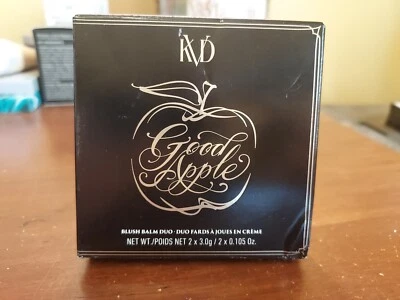 KVD
Good
Apple
BLUSH BALM DUO · DUO FARDS À JOUES EN CRÈME
NET WT./POIDS NET 2 x 3.0g / 2 x 0.105 Oz.